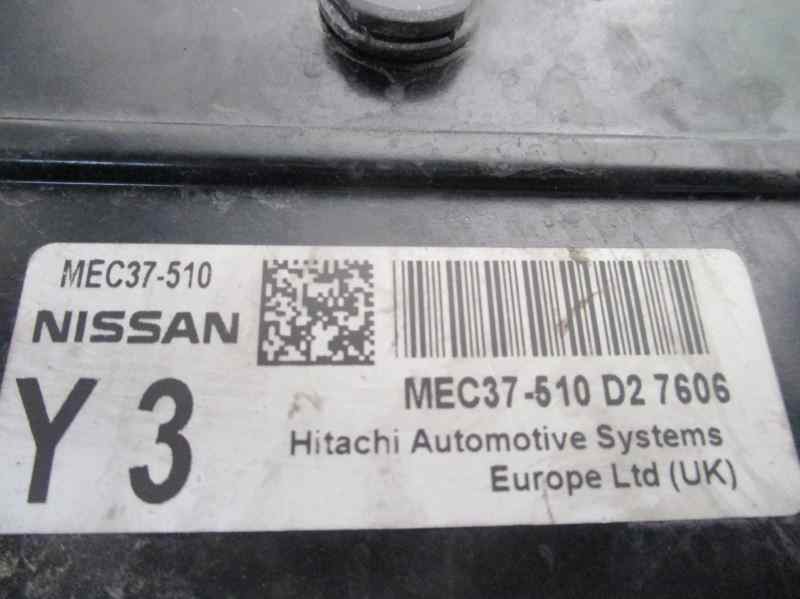 MEC37-510
NISSAN
Y 3
MEC37-510 D2 7606
Hitachi Automotive Systems
Europe Ltd (UK)